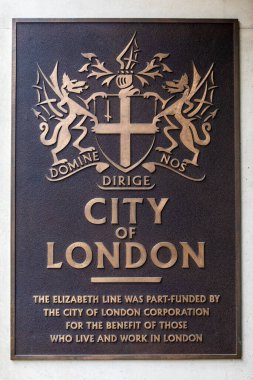 DOMINE NOS
DIRIGE
CITY
OF
LONDON
THE ELIZABETH LINE WAS PART-FUNDED BY
THE CITY OF LONDON CORPORATION
FOR THE BENEFIT OF THOSE
WHO LIVE AND WORK IN LONDON